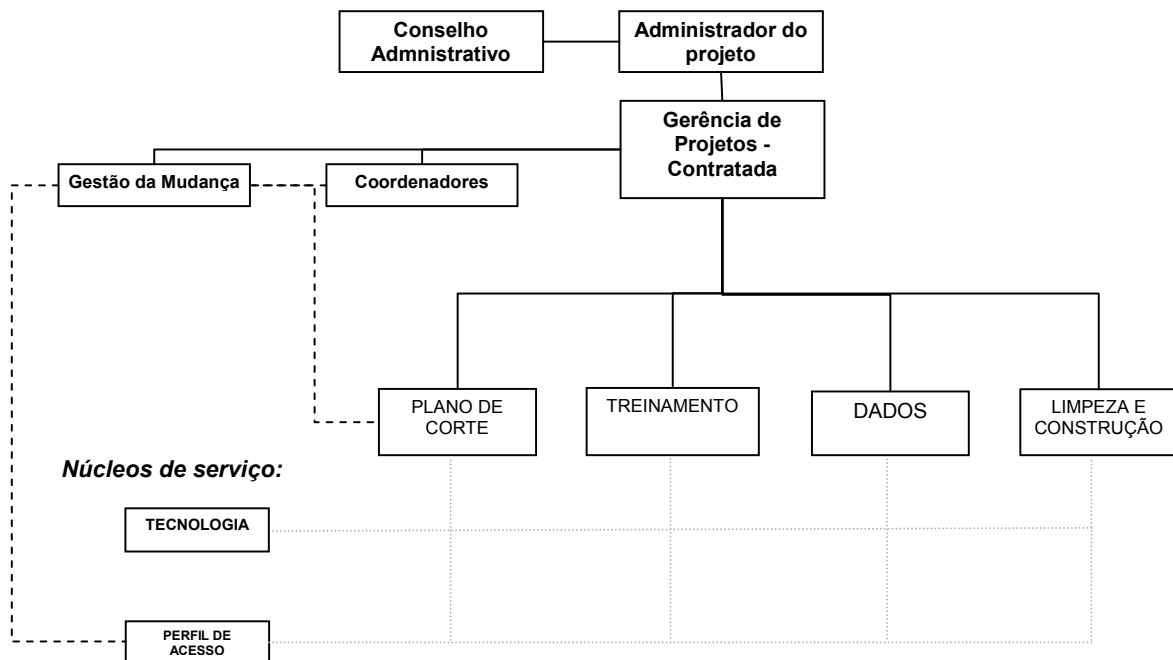 Conselho
Admnistrativo
Administrador do
projeto
Gerência de
Projetos -
Contratada
Gestão da Mudança
Coordenadores
PLANO DE
CORTE
TREINAMENTO
DADOS
LIMPEZA E
CONSTRUÇÃO
Núcleos de serviço:
TECNOLOGIA
PERFIL DE
ACESSO